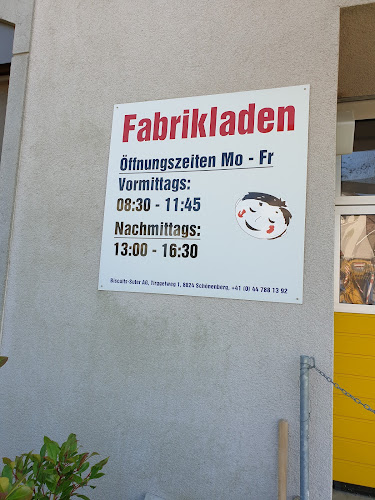 Fabrikladen
Öffnungszeiten Mo - Fr
Vormittags:
08:30 - 11:45
Nachmittags:
13:00 - 16:30
Biscuits-Suter AG, Tirggelweg 1, 8824 Schönenberg, +41 (0) 44 788 13 92